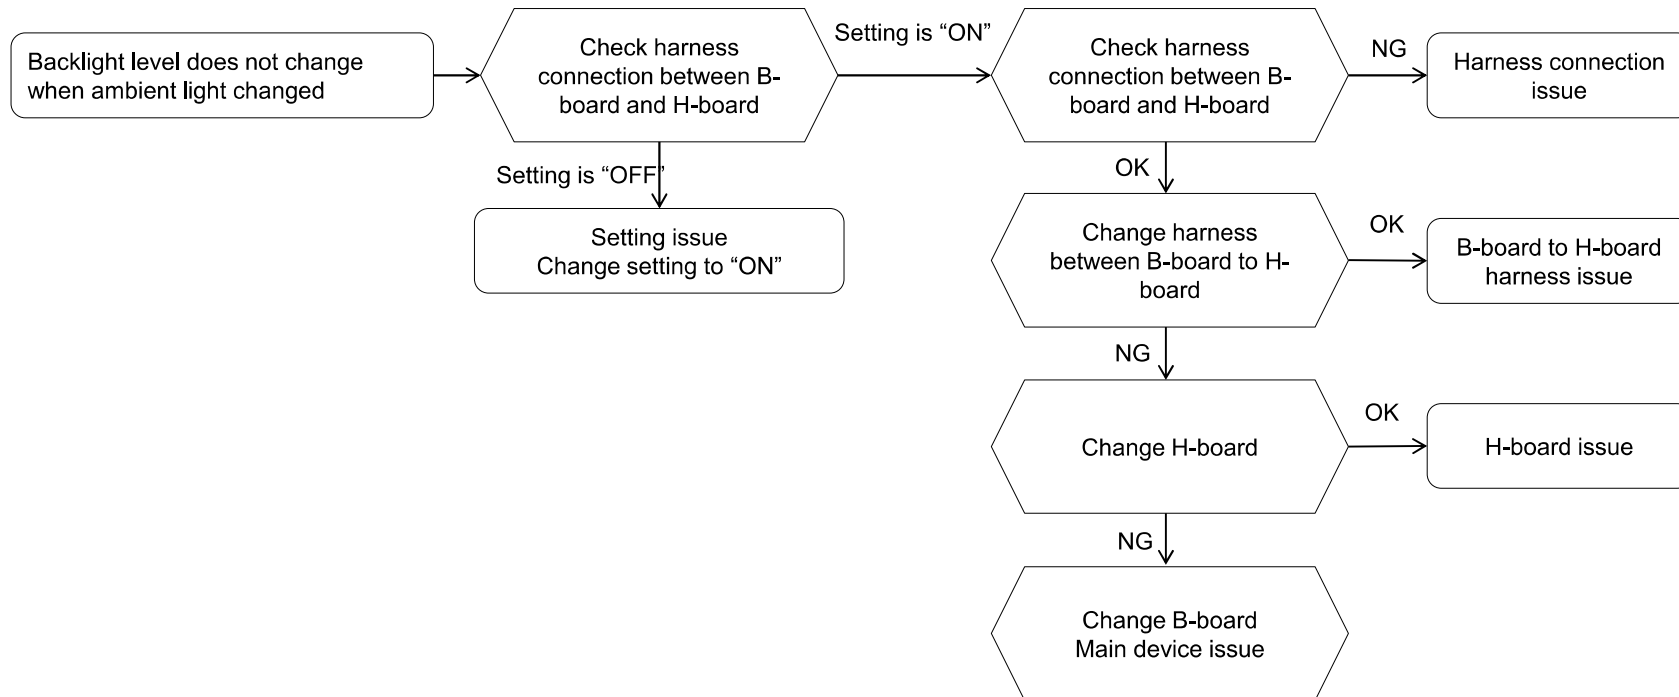 Backlight level does not change
when ambient light changed
Check harness
connection between B-
board and H-board
Setting is “ON”
Check harness
connection between B-
board and H-board
NG
Harness connection
issue
Setting is “OFF”
OK
Setting issue
Change setting to “ON”
Change harness
between B-board to H-
board
OK
B-board to H-board
harness issue
NG
Change H-board
OK
H-board issue
NG
Change B-board
Main device issue